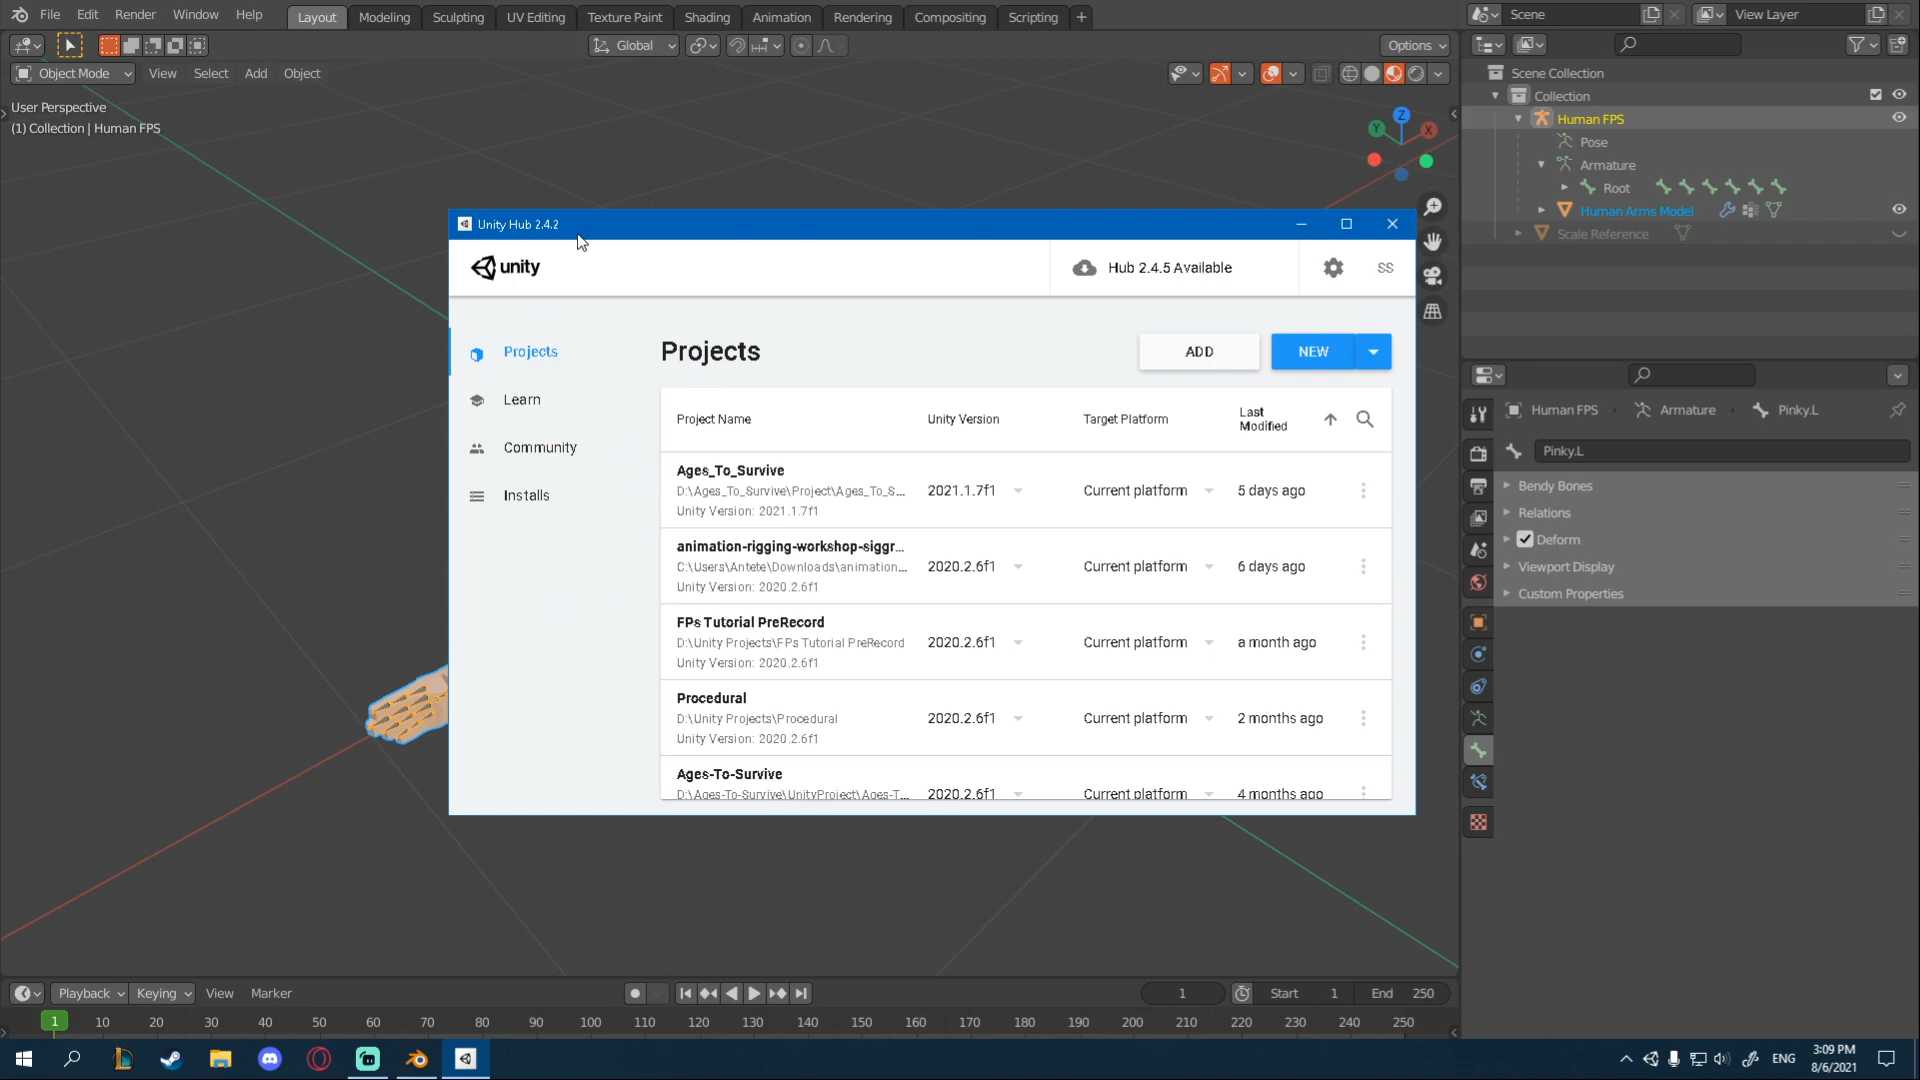 File Edit Render Window Help Layout Modeling Sculpting UV Editing Texture Paint Shading Animation Rendering Compositing Scripting + Scene View Layer
Global Options
Object Mode View Select Add Object
User Perspective
(1) Collection | Human FPS
Z
Y
X
Scene Collection
Collection
Human FPS
Pose
Armature
Root
Human Arms Model
Scale Reference
Human FPS Armature Pinky.L
Pinky.L
Bendy Bones
Relations
Deform
Viewport Display
Custom Properties
Unity Hub 2.4.2
unity Hub 2.4.5 Available SS
Projects
Learn
Community
Installs
Projects ADD NEW
Project Name Unity Version Target Platform Last Modified
Ages_To_Survive
D:\Ages_To_Survive\Project\Ages_To_S... 2021.1.7f1 Current platform 5 days ago
Unity Version: 2021.1.7f1
animation-rigging-workshop-siggr...
C:\Users\Antete\Downloads\animation... 2020.2.6f1 Current platform 6 days ago
Unity Version: 2020.2.6f1
FPs Tutorial PreRecord
D:\Unity Projects\FPs Tutorial PreRecord 2020.2.6f1 Current platform a month ago
Unity Version: 2020.2.6f1
Procedural
D:\Unity Projects\Procedural 2020.2.6f1 Current platform 2 months ago
Unity Version: 2020.2.6f1
Ages-To-Survive
D:\Ages-To-Survive\UnityProject\Ages-T... 2020.2.6f1 Current platform 4 months ago
Playback Keying View Marker 1 Start 1 End 250
1 10 20 30 40 50 60 70 80 90 100 110 120 130 140 150 160 170 180 190 200 210 220 230 240 250
ENG 3:09 PM
8/6/2021